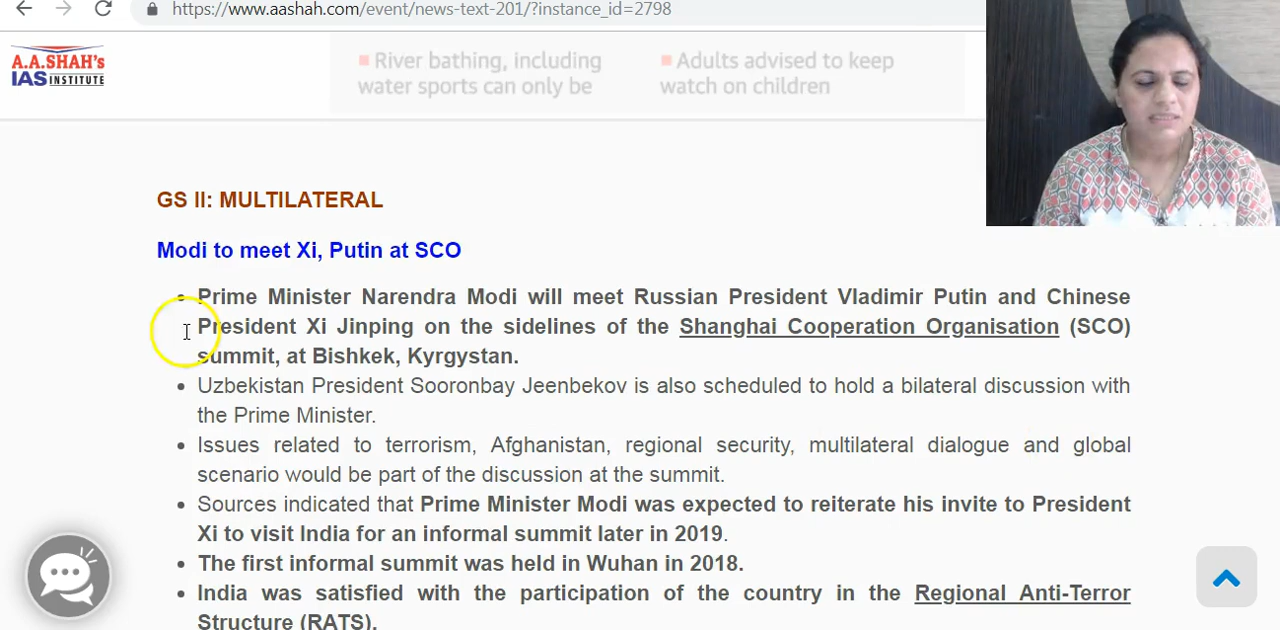 https://www.aashah.com/event/news-text-201/?instance_id=2798
A.A.SHAH's
IAS INSTITUTE
River bathing, including
water sports can only be
Adults advised to keep
watch on children
GS II: MULTILATERAL
Modi to meet Xi, Putin at SCO
Prime Minister Narendra Modi will meet Russian President Vladimir Putin and Chinese
President Xi Jinping on the sidelines of the Shanghai Cooperation Organisation (SCO)
summit, at Bishkek, Kyrgystan.
Uzbekistan President Sooronbay Jeenbekov is also scheduled to hold a bilateral discussion with
the Prime Minister.
Issues related to terrorism, Afghanistan, regional security, multilateral dialogue and global
scenario would be part of the discussion at the summit.
Sources indicated that Prime Minister Modi was expected to reiterate his invite to President
Xi to visit India for an informal summit later in 2019.
The first informal summit was held in Wuhan in 2018.
India was satisfied with the participation of the country in the Regional Anti-Terror
Structure (RATS).